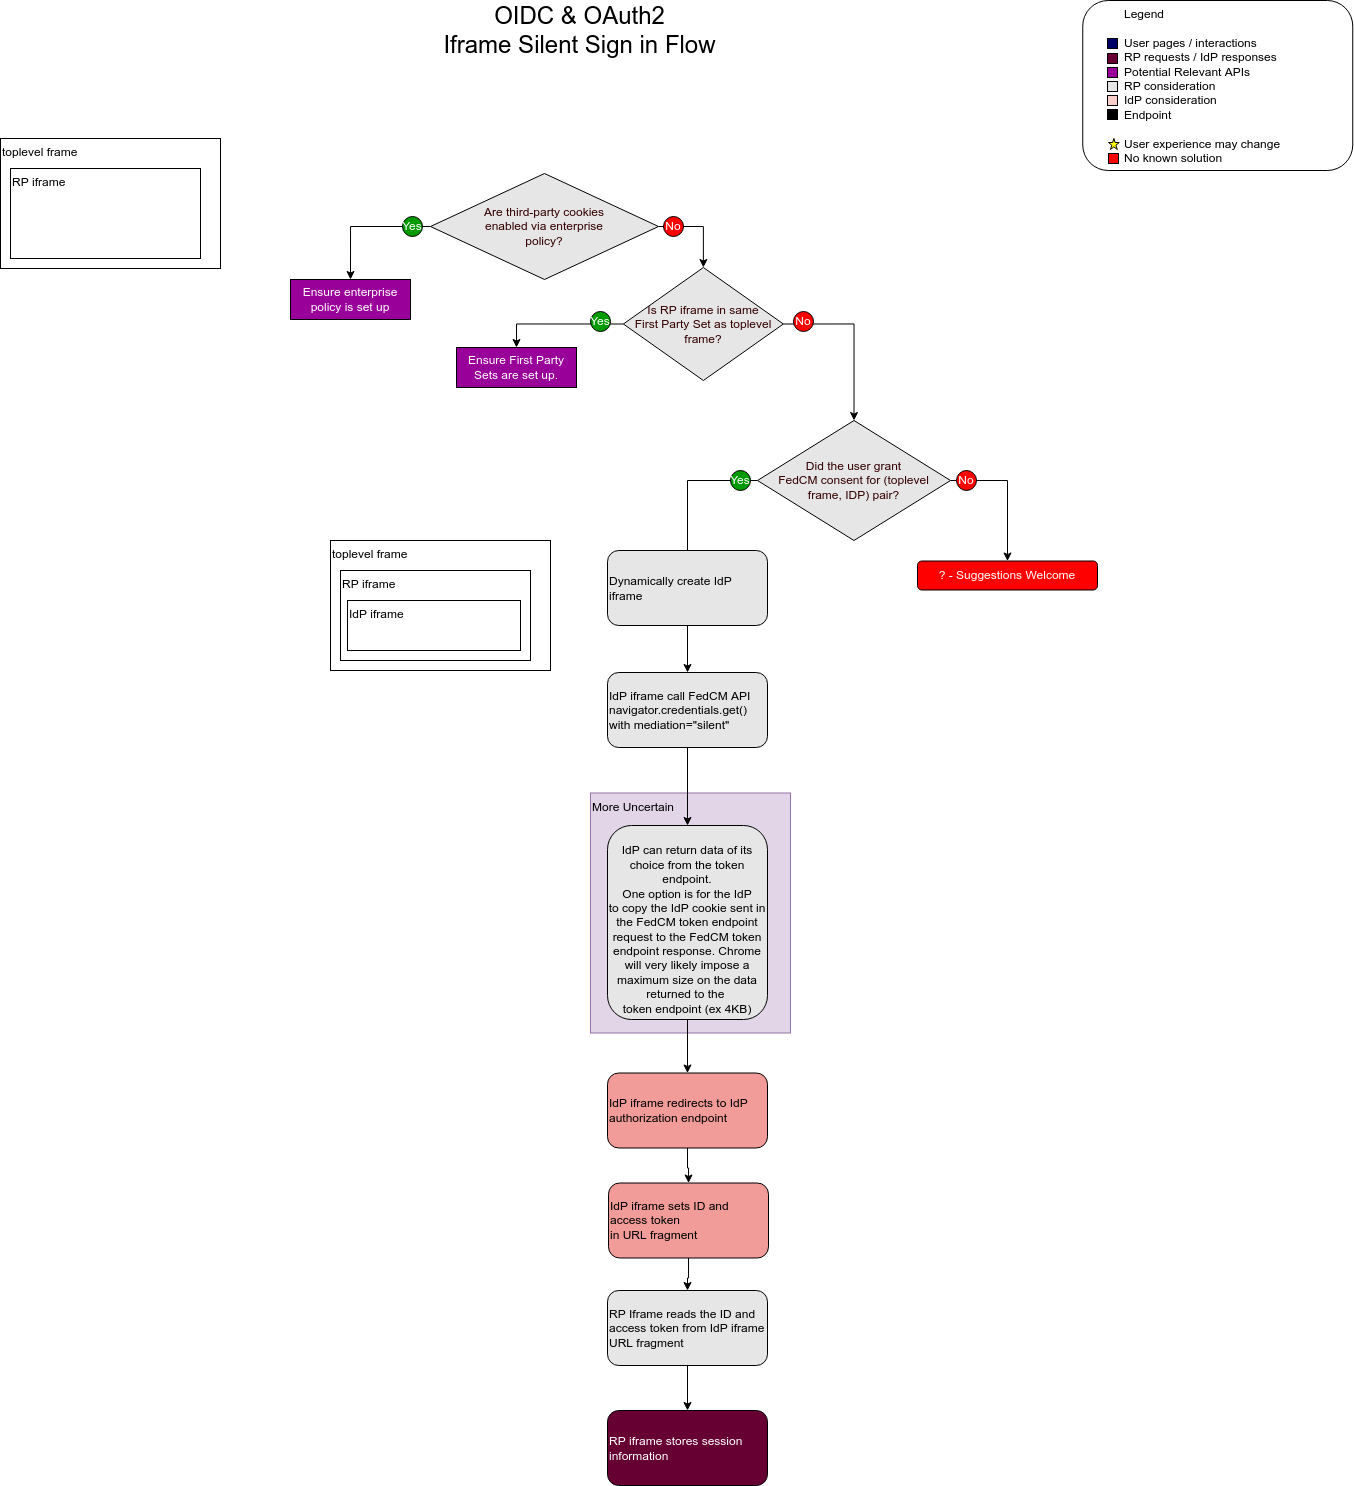 OIDC & OAuth2
Iframe Silent Sign in Flow
Legend
User pages / interactions
RP requests / IdP responses
Potential Relevant APIs
RP consideration
IdP consideration
Endpoint
User experience may change
No known solution
toplevel frame
RP iframe
Are third-party cookies
enabled via enterprise
policy?
Yes
No
Ensure enterprise
policy is set up
Is RP iframe in same
First Party Set as toplevel
frame?
Yes
No
Ensure First Party
Sets are set up.
Did the user grant
FedCM consent for (toplevel
frame, IDP) pair?
Yes
No
? - Suggestions Welcome
toplevel frame
RP iframe
IdP iframe
Dynamically create IdP
iframe
IdP iframe call FedCM API
navigator.credentials.get()
with mediation="silent"
More Uncertain
IdP can return data of its
choice from the token
endpoint.
One option is for the IdP
to copy the IdP cookie sent in
the FedCM token endpoint
request to the FedCM token
endpoint response. Chrome
will very likely impose a
maximum size on the data
returned to the
token endpoint (ex 4KB)
IdP iframe redirects to IdP
authorization endpoint
IdP iframe sets ID and
access token
in URL fragment
RP Iframe reads the ID and
access token from IdP iframe
URL fragment
RP iframe stores session
information